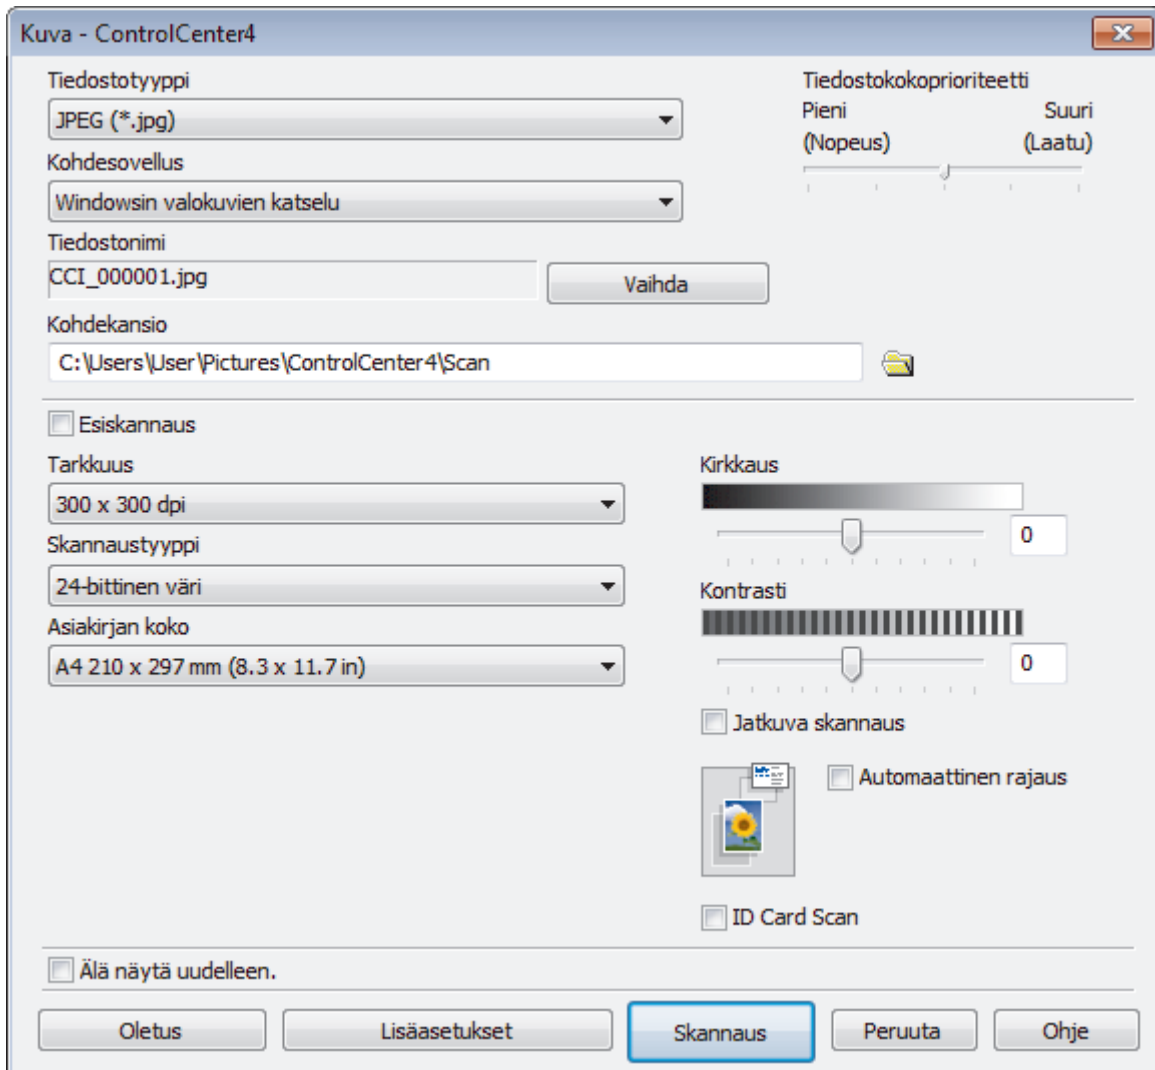 Kuva - ControlCenter4
Tiedostotyyppi
JPEG (*.jpg)
Kohdesovellus
Windowsin valokuvien katselu
Tiedostonimi
CCI_000001.jpg
Vaihda
Kohdekansio
C:\Users\User\Pictures\ControlCenter4\Scan
Tiedostokokoprioriteetti
Pieni Suuri
(Nopeus) (Laatu)
Esiskannaus
Tarkkuus
300 x 300 dpi
Skannaustyyppi
24-bittinen väri
Asiakirjan koko
A4 210 x 297 mm (8.3 x 11.7 in)
Kirkkaus
0
Kontrasti
0
Jatkuva skannaus
Automaattinen rajaus
ID Card Scan
Älä näytä uudelleen.
Oletus Lisäasetukset Skannaus Peruuta Ohje